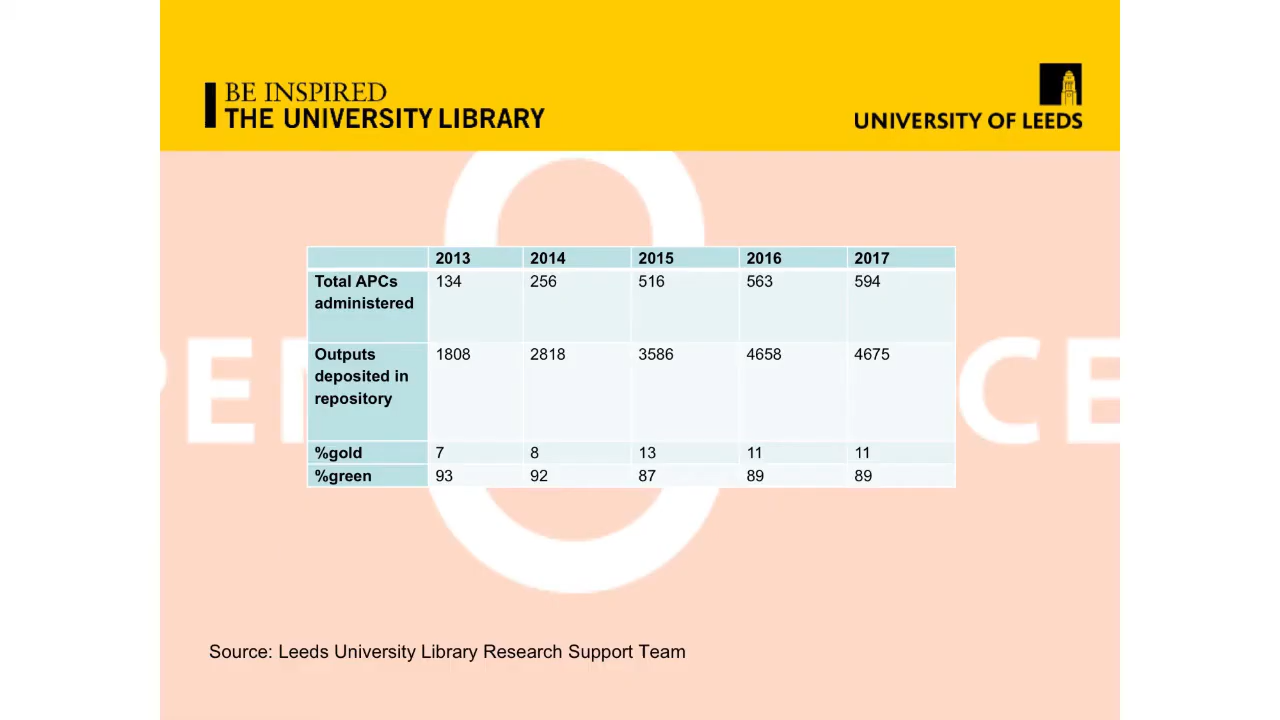 BE INSPIRED
THE UNIVERSITY LIBRARY
UNIVERSITY OF LEEDS
2013 2014 2015 2016 2017
Total APCs administered 134 256 516 563 594
Outputs deposited in repository 1808 2818 3586 4658 4675
%gold 7 8 13 11 11
%green 93 92 87 89 89
PEN CE
Source: Leeds University Library Research Support Team